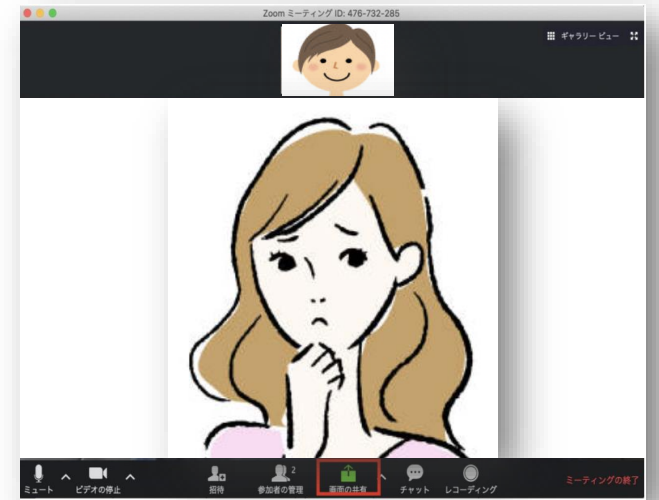 Zoom ミーティング ID: 476-732-285
ギャラリー ビュー
ミュート
ビデオの停止
招待
2
参加者の管理
画面の共有
チャット
レコーディング
ミーティングの終了